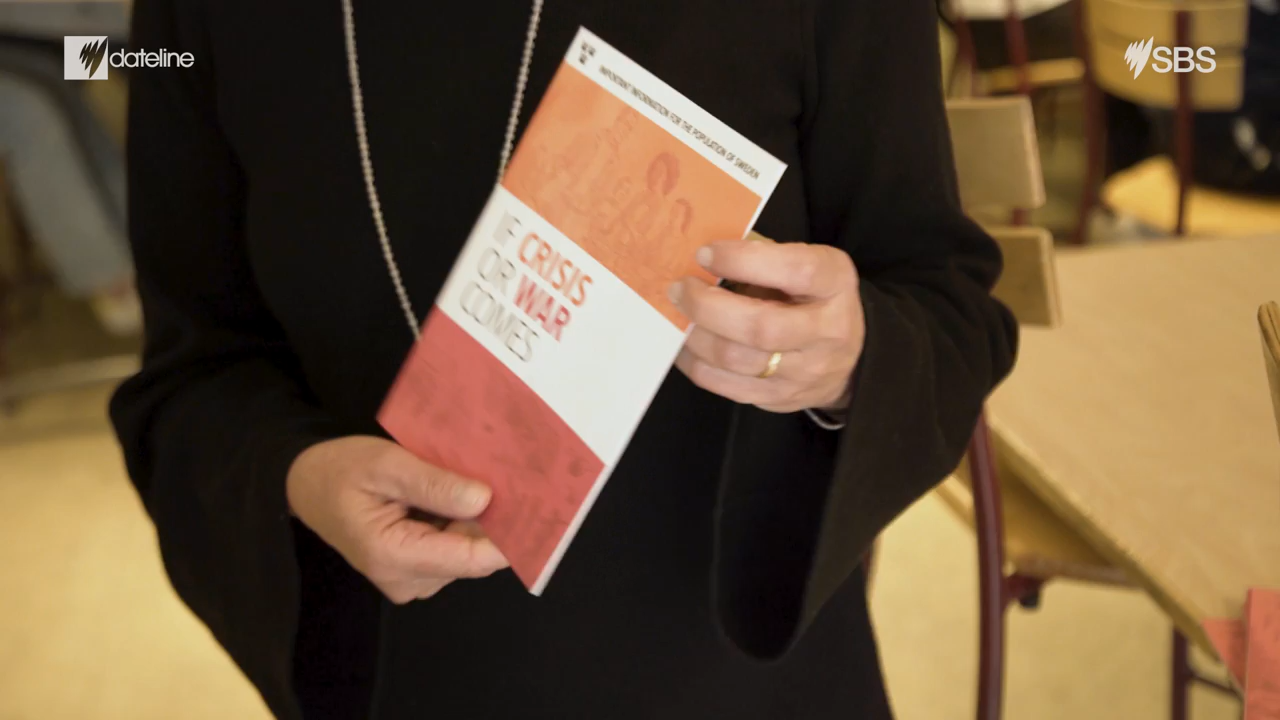 dateline
SBS
IMPORTANT INFORMATION FOR THE POPULATION OF SWEDEN
IF CRISIS
OR WAR
COMES